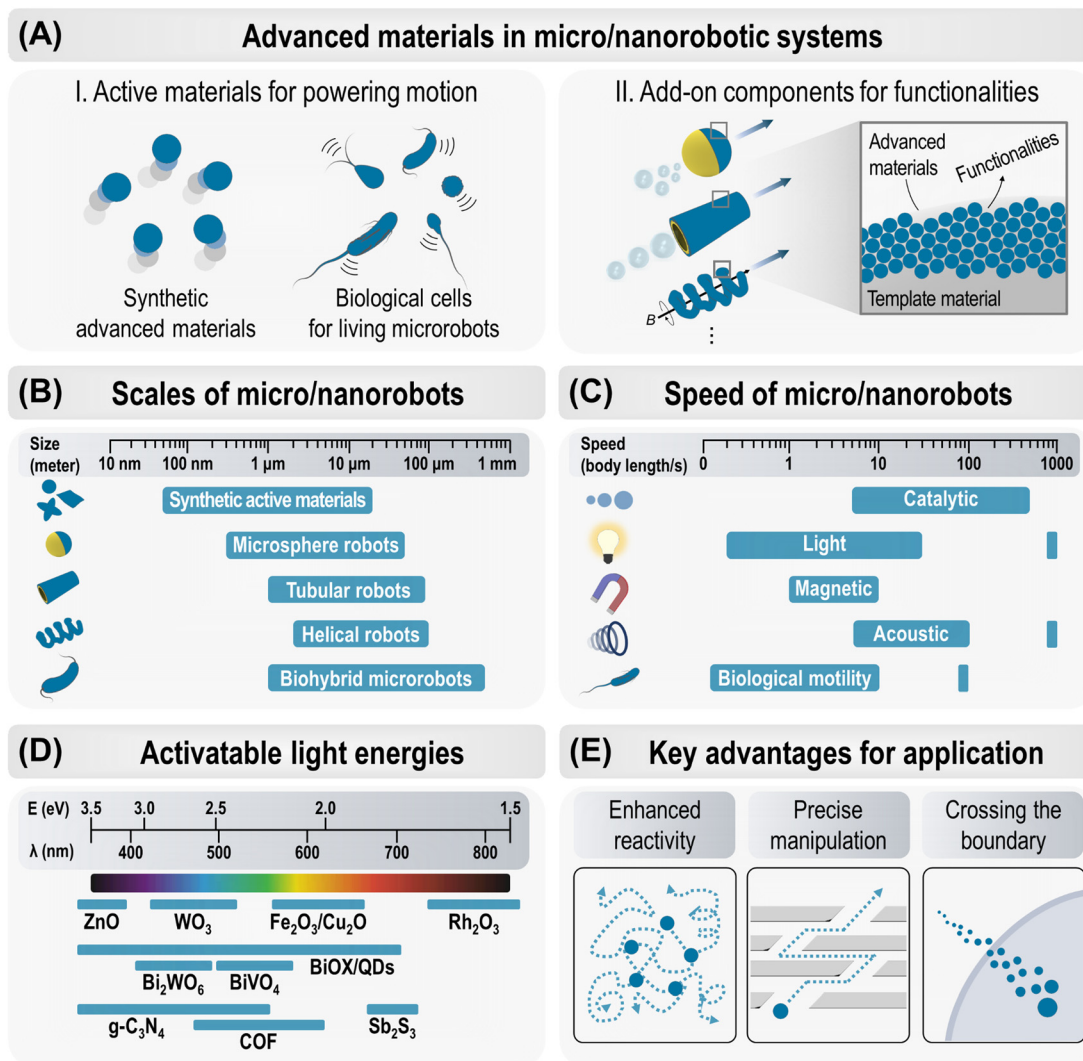 (A) Advanced materials in micro/nanorobotic systems
I. Active materials for powering motion
Synthetic
advanced materials
Biological cells
for living microrobots
II. Add-on components for functionalities
B
⋮
Advanced
materials
Functionalities
Template material
(B) Scales of micro/nanorobots
Size
(meter)
10 nm 100 nm 1 μm 10 μm 100 μm 1 mm
Synthetic active materials
Microsphere robots
Tubular robots
Helical robots
Biohybrid microrobots
(C) Speed of micro/nanorobots
Speed
(body length/s)
0 1 10 100 1000
Catalytic
Light
Magnetic
Acoustic
Biological motility
(D) Activatable light energies
E (eV) 3.5 3.0 2.5 2.0 1.5
λ (nm) 400 500 600 700 800
ZnO WO₃ Fe₂O₃/Cu₂O Rh₂O₃
BiOX/QDs
Bi₂WO₆ BiVO₄
g-C₃N₄ Sb₂S₃
COF
(E) Key advantages for application
Enhanced
reactivity
Precise
manipulation
Crossing the
boundary